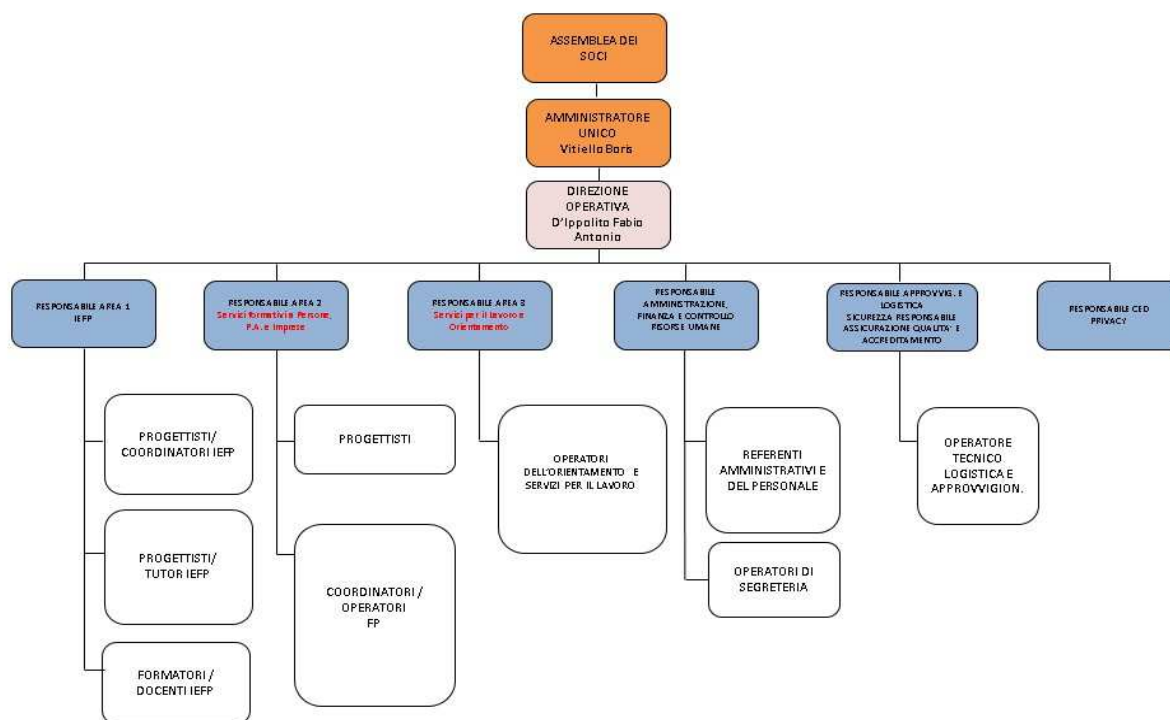 ASSEMBLEA DEI
SOCI
AMMINISTRATORE
UNICO
Vitiello Boris
DIREZIONE
OPERATIVA
D'Ippolito Fabio
Antonio
RESPONSABILE AREA 1
IEFP
RESPONSABILE AREA 2
Servizi formativi a Persone,
P.A. e Imprese
RESPONSABILE AREA 3
Servizi per il lavoro e
Orientamento
RESPONSABILE
AMMINISTRAZIONE,
FINANZA E CONTROLLO
RISORSE UMANE
RESPONSABILE APPROVVIG. E
LOGISTICA
SICUREZZA RESPONSABILE
ASSICURAZIONE QUALITA' E
ACCREDITAMENTO
RESPONSABILE CED
PRIVACY
PROGETTISTI/
COORDINATORI IEFP
PROGETTISTI/
TUTOR IEFP
FORMATORI /
DOCENTI IEFP
PROGETTISTI
COORDINATORI /
OPERATORI
FP
OPERATORI
DELL'ORIENTAMENTO E
SERVIZI PER IL LAVORO
REFERENTI
AMMINISTRATIVI E
DEL PERSONALE
OPERATORI DI
SEGRETERIA
OPERATORE
TECNICO
LOGISTICA E
APPROVVIGION.